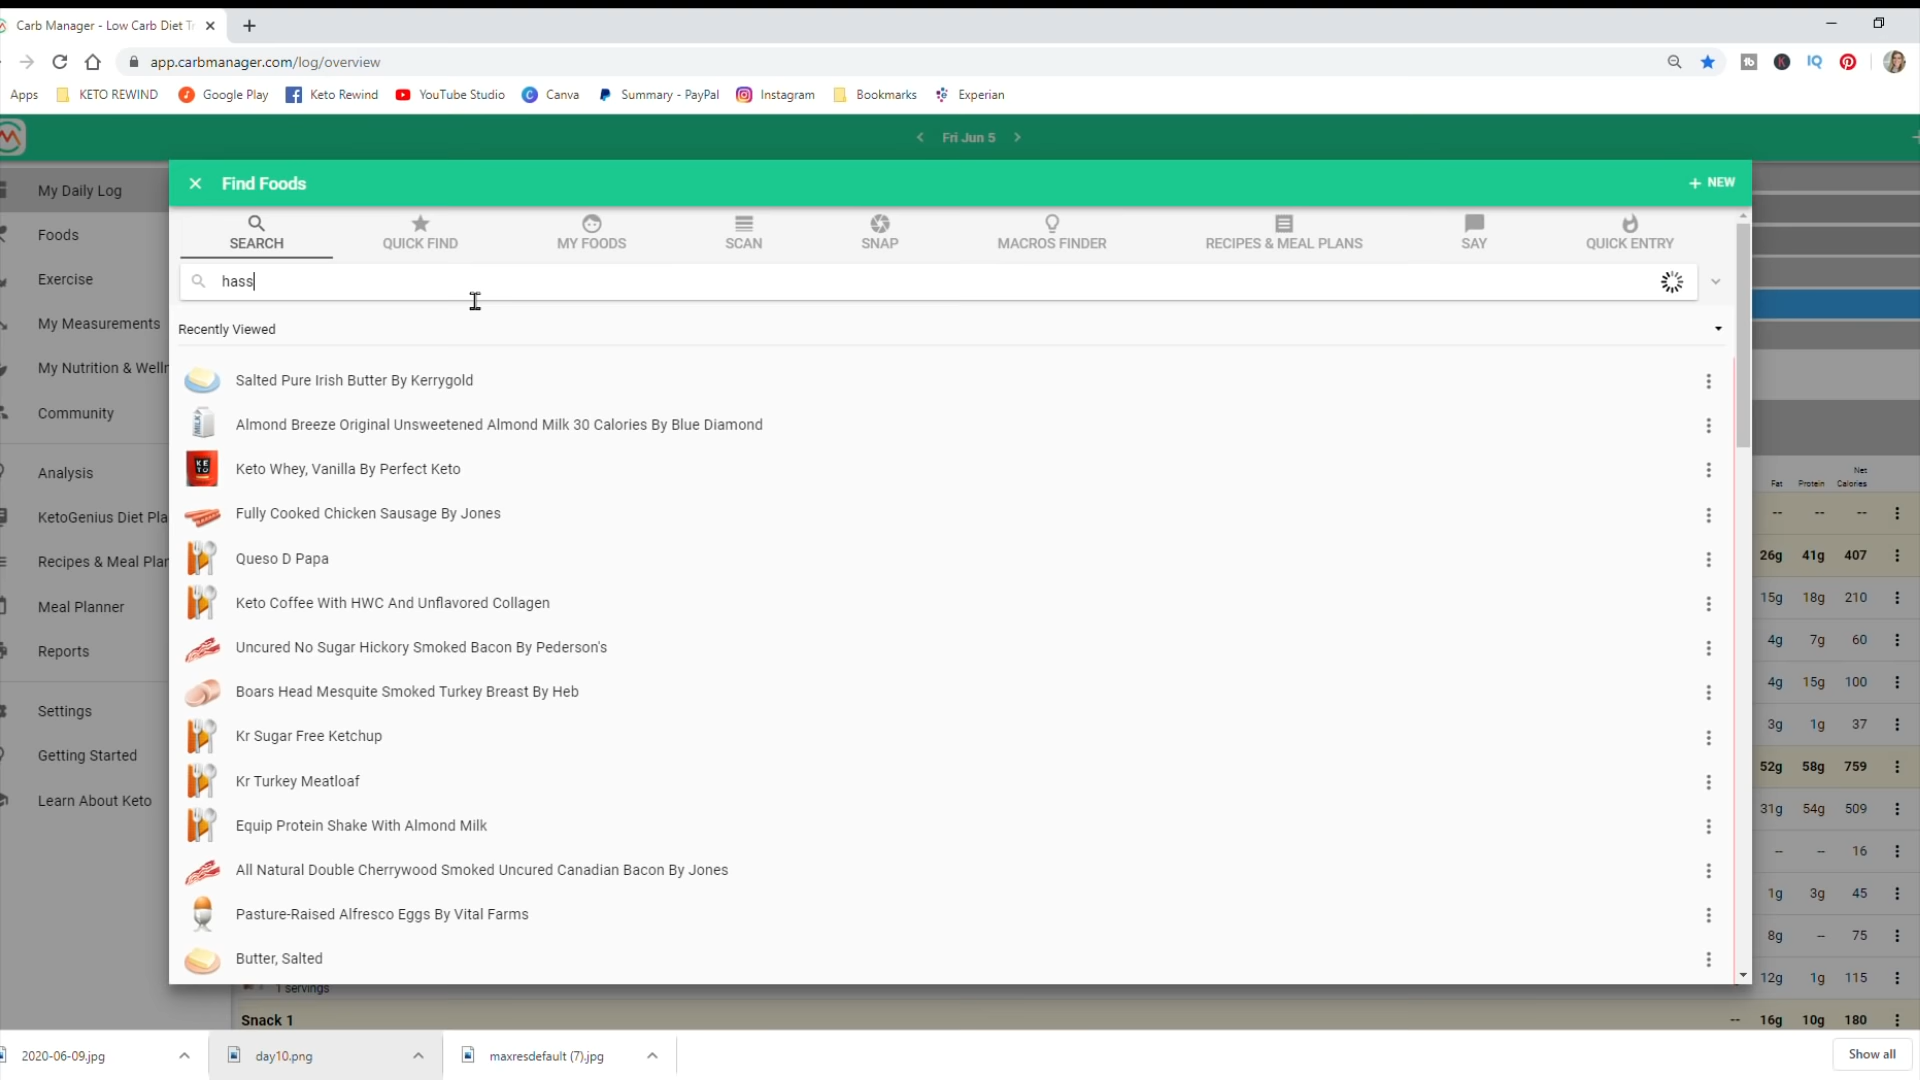 Carb Manager - Low Carb Diet Tr
app.carbmanager.com/log/overview
Apps KETO REWIND Google Play Keto Rewind YouTube Studio Canva Summary - PayPal Instagram Bookmarks Experian
Fri Jun 5
Find Foods
+ NEW
SEARCH QUICK FIND MY FOODS SCAN SNAP MACROS FINDER RECIPES & MEAL PLANS SAY QUICK ENTRY
hass
Recently Viewed
Salted Pure Irish Butter By Kerrygold
Almond Breeze Original Unsweetened Almond Milk 30 Calories By Blue Diamond
Keto Whey, Vanilla By Perfect Keto
Fully Cooked Chicken Sausage By Jones
Queso D Papa
Keto Coffee With HWC And Unflavored Collagen
Uncured No Sugar Hickory Smoked Bacon By Pederson's
Boars Head Mesquite Smoked Turkey Breast By Heb
Kr Sugar Free Ketchup
Kr Turkey Meatloaf
Equip Protein Shake With Almond Milk
All Natural Double Cherrywood Smoked Uncured Canadian Bacon By Jones
Pasture-Raised Alfresco Eggs By Vital Farms
Butter, Salted
My Daily Log
Foods
Exercise
My Measurements
My Nutrition & Welln
Community
Analysis
KetoGenius Diet Pla
Recipes & Meal Plan
Meal Planner
Reports
Settings
Getting Started
Learn About Keto
Fat Protein Net Calories
-- -- --
26g 41g 407
15g 18g 210
4g 7g 60
4g 15g 100
3g 1g 37
52g 58g 759
31g 54g 509
-- -- 16
1g 3g 45
8g -- 75
12g 1g 115
1 servings
Snack 1 -- 16g 10g 180
2020-06-09.jpg day10.png maxresdefault (7).jpg Show all